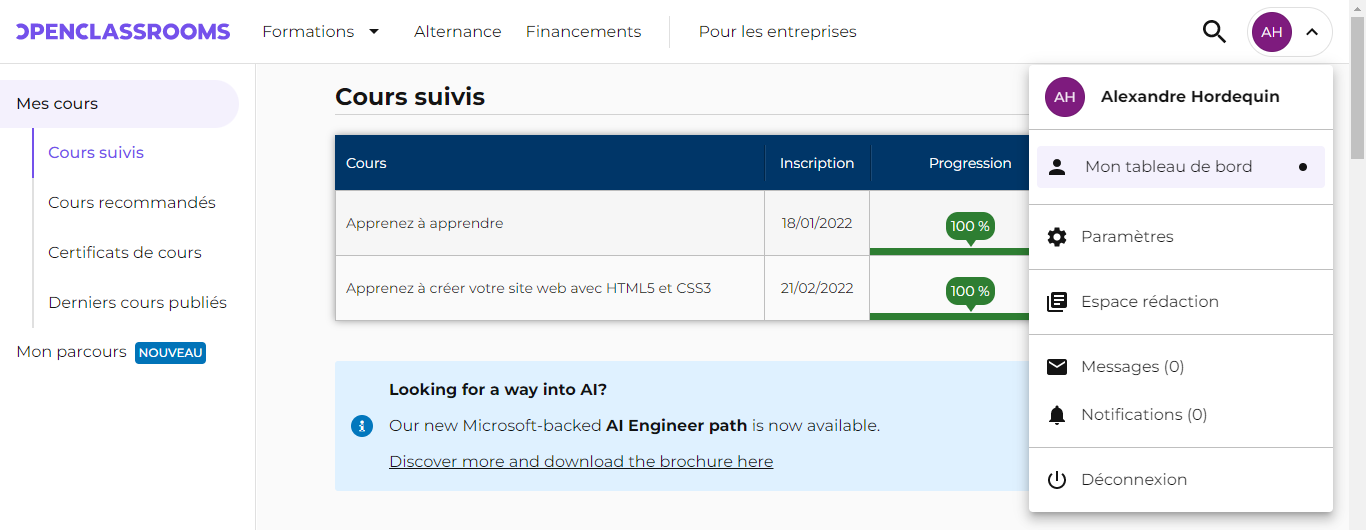 OPENCLASSROOMS Formations Alternance Financements Pour les entreprises AH
Mes cours
Cours suivis
Cours recommandés
Certificats de cours
Derniers cours publiés
Mon parcours NOUVEAU
Cours suivis
Cours Inscription Progression
Apprenez à apprendre 18/01/2022 100 %
Apprenez à créer votre site web avec HTML5 et CSS3 21/02/2022 100 %
Looking for a way into AI?
Our new Microsoft-backed AI Engineer path is now available.
Discover more and download the brochure here
AH Alexandre Hordequin
Mon tableau de bord
Paramètres
Espace rédaction
Messages (0)
Notifications (0)
Déconnexion